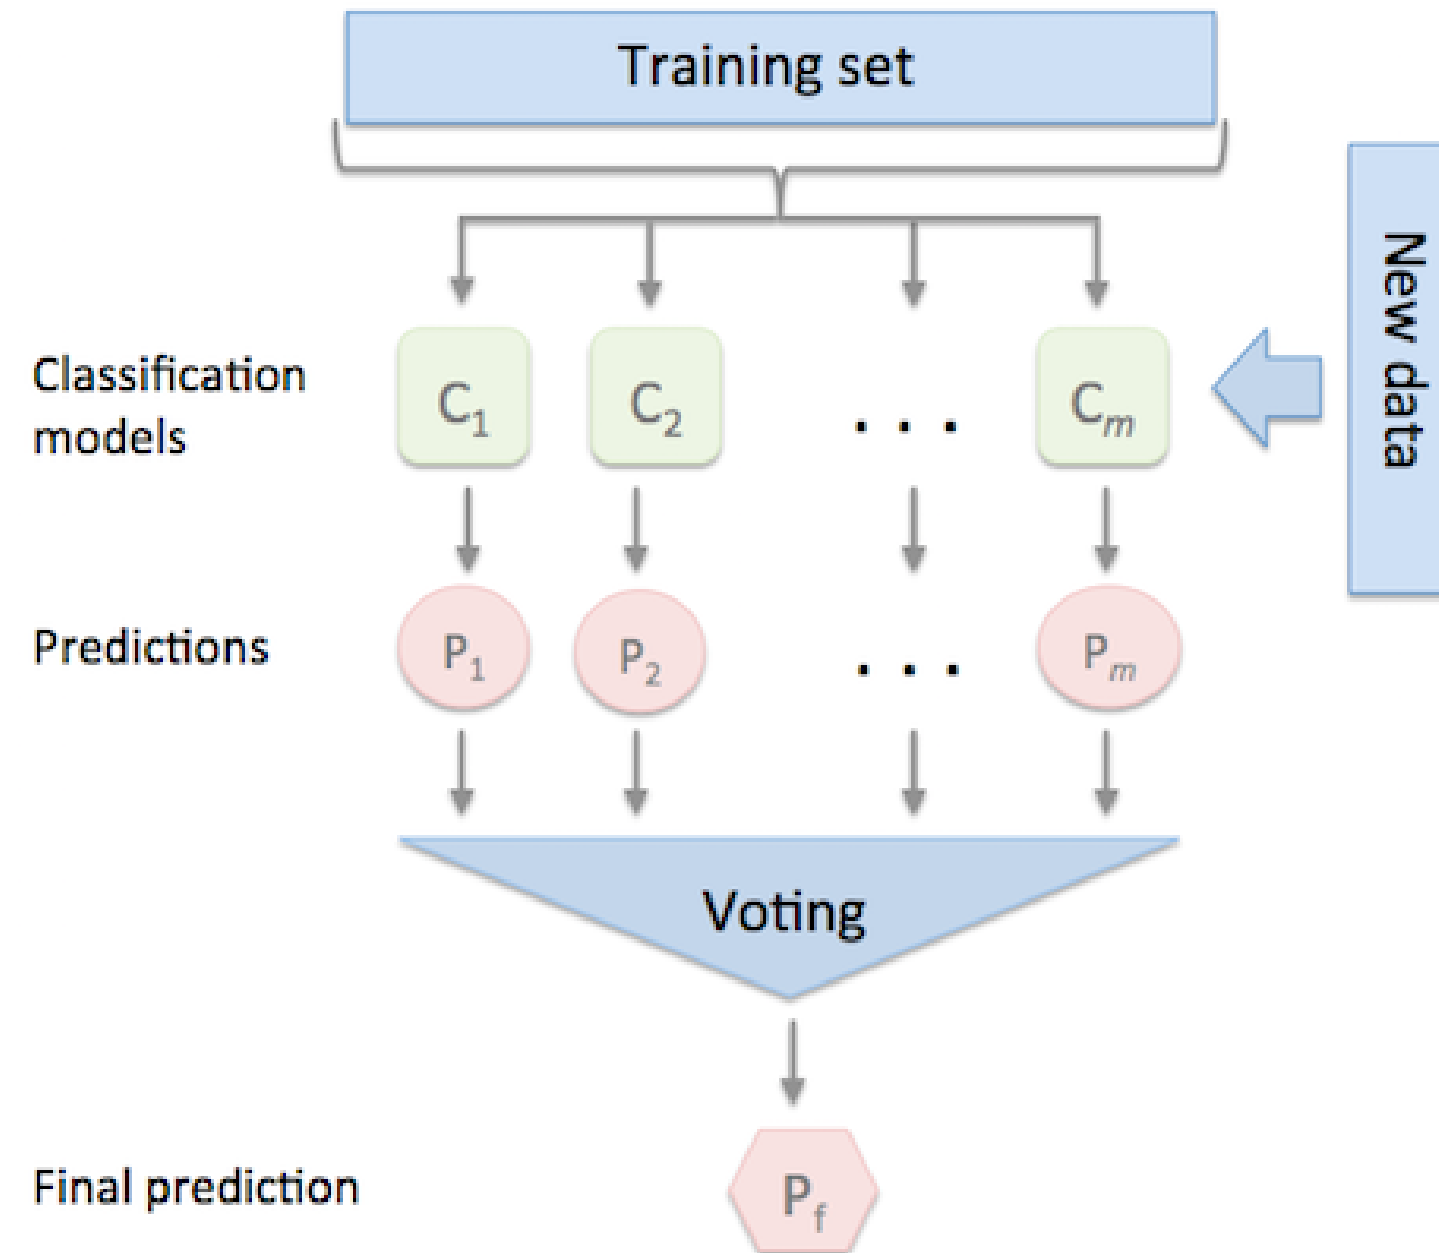 Training set
New data
Classification
models
C1
C2
. . .
Cm
Predictions
P1
P2
. . .
Pm
Voting
Final prediction
Pf